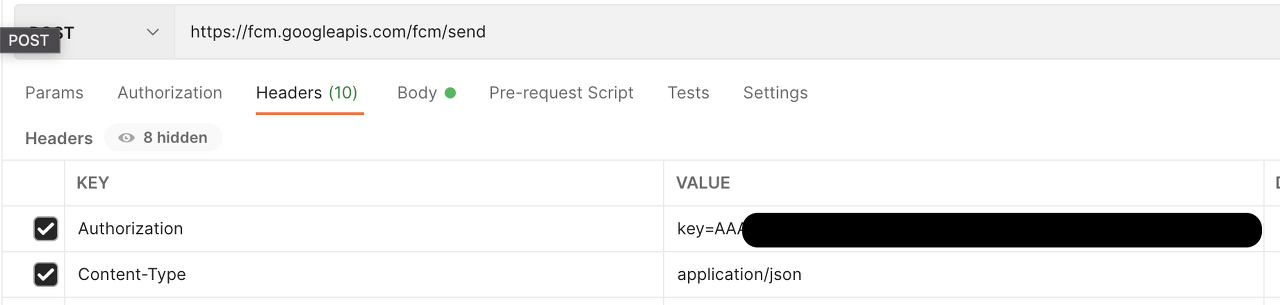 POST https://fcm.googleapis.com/fcm/send
POST
Params Authorization Headers (10) Body Pre-request Script Tests Settings
Headers 8 hidden
KEY VALUE
Authorization key=AAA
Content-Type application/json